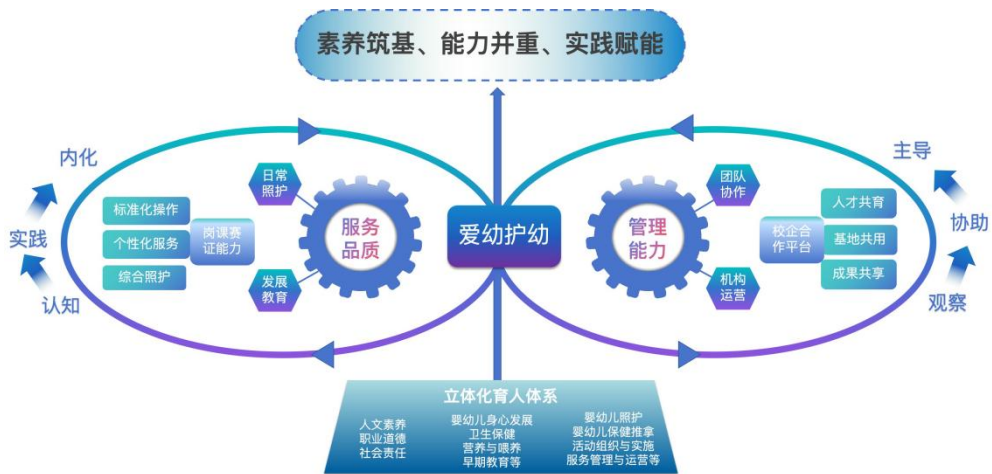 素养筑基、能力并重、实践赋能
内化
实践
认知
标准化操作
个性化服务
综合照护
岗课赛
证能力
日常
照护
发展
教育
服务
品质
爱幼护幼
管理
能力
团队
协作
机构
运营
校企合
作平台
人才共育
基地共用
成果共享
主导
协助
观察
立体化育人体系
人文素养
职业道德
社会责任
婴幼儿身心发展
卫生保健
营养与喂养
早期教育等
婴幼儿照护
婴幼儿保健推拿
活动组织与实施
服务管理与运营等